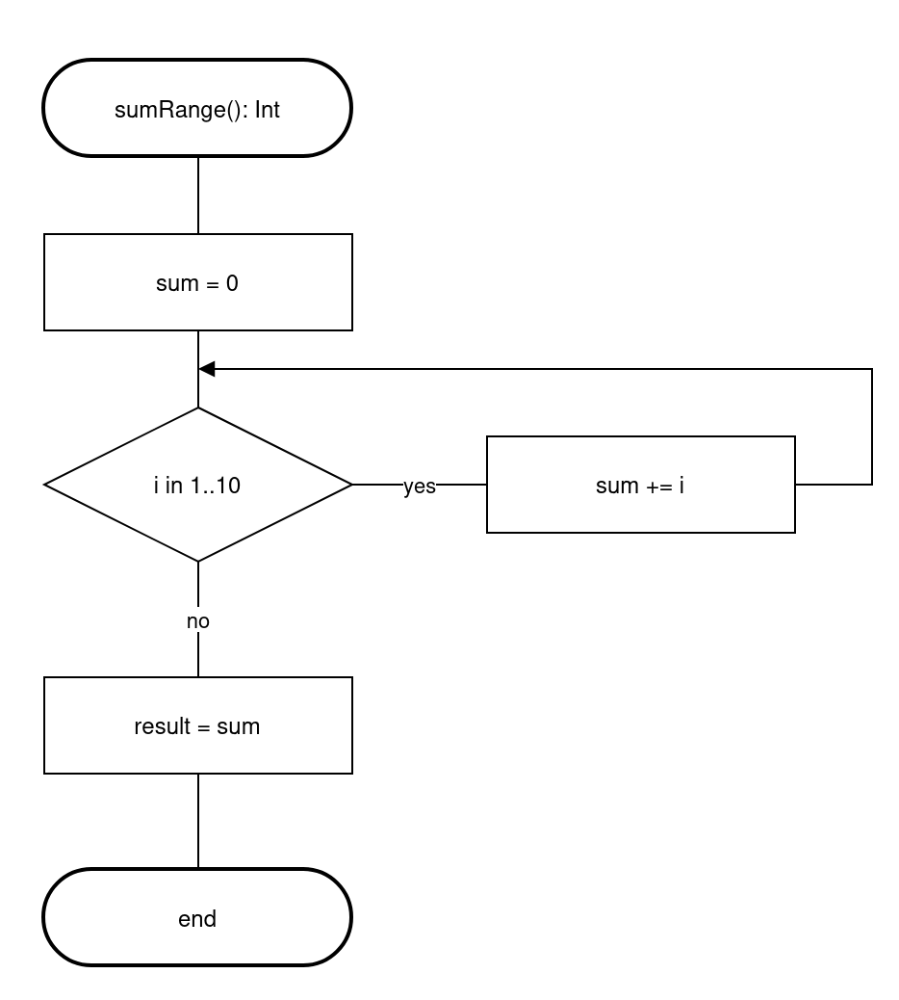 sumRange(): Int
sum = 0
i in 1..10
yes
sum += i
no
result = sum
end